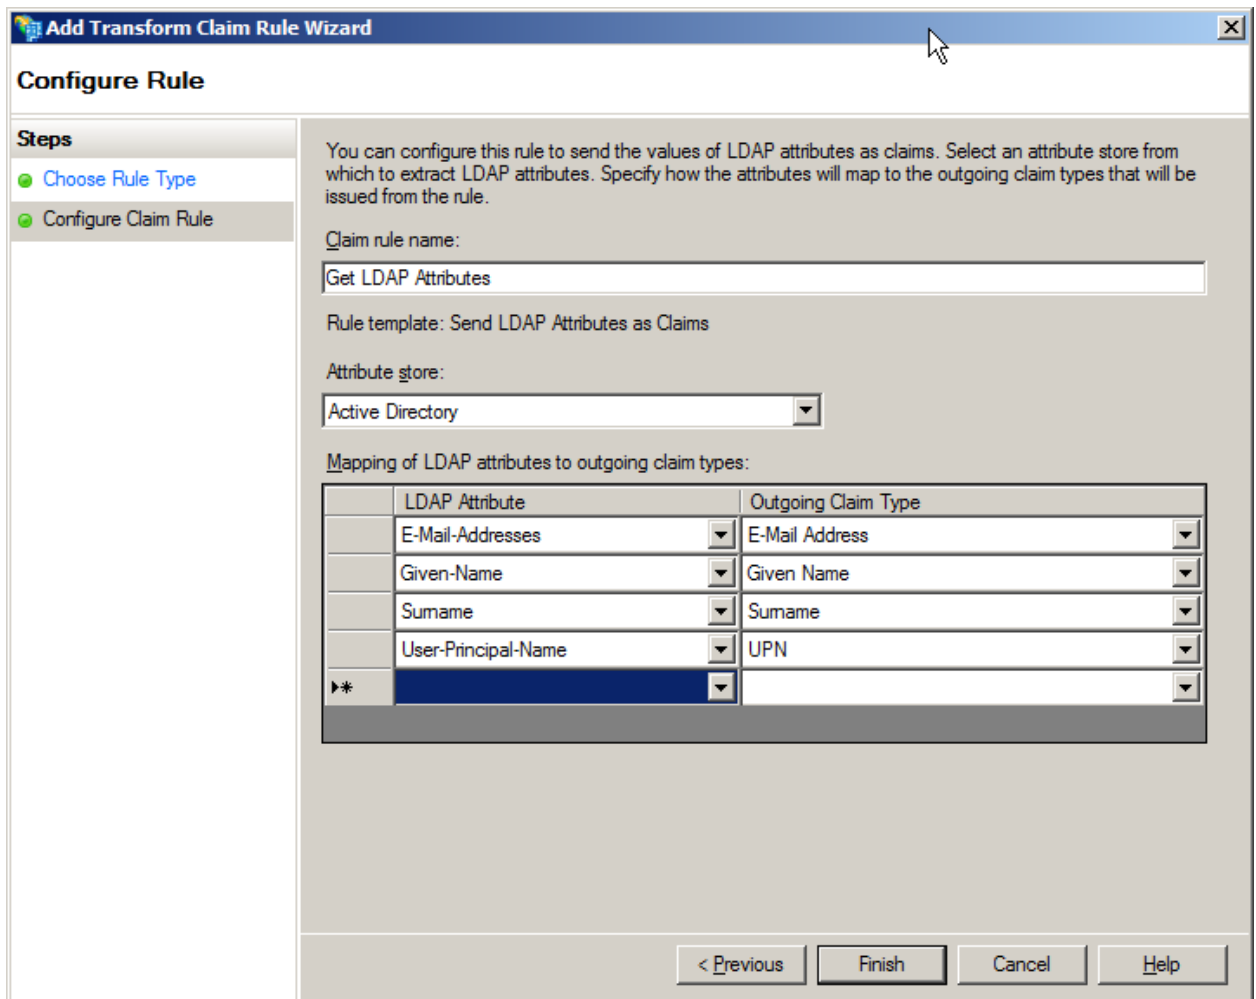 Add Transform Claim Rule Wizard
Configure Rule
Steps
Choose Rule Type
Configure Claim Rule
You can configure this rule to send the values of LDAP attributes as claims. Select an attribute store from
which to extract LDAP attributes. Specify how the attributes will map to the outgoing claim types that will be
issued from the rule.
Claim rule name:
Get LDAP Attributes
Rule template: Send LDAP Attributes as Claims
Attribute store:
Active Directory
Mapping of LDAP attributes to outgoing claim types:
LDAP Attribute Outgoing Claim Type
E-Mail-Addresses E-Mail Address
Given-Name Given Name
Surname Surname
User-Principal-Name UPN
< Previous Finish Cancel Help